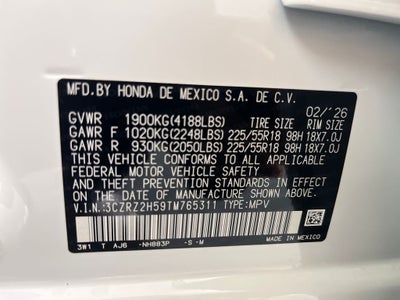 MFD.BY HONDA DE MEXICO S.A. DE C.V.
02/'26
GVWR 1900KG(4188LBS) TIRE SIZE RIM SIZE
GAWR F 1020KG(2248LBS) 225/55R18 98H 18X7.0J
GAWR R 930KG(2050LBS) 225/55R18 98H 18X7.0J
THIS VEHICLE CONFORMS TO ALL APPLICABLE
FEDERAL MOTOR VEHICLE SAFETY
AND THEFT PREVENTION STANDARDS IN EFFECT
ON THE DATE OF MANUFACTURE SHOWN ABOVE.
V.I.N.:3CZRZ2H59TM765311 TYPE:MPV
3W1 T AJ6 -NH883P -S -M
MADE IN
MEXICO